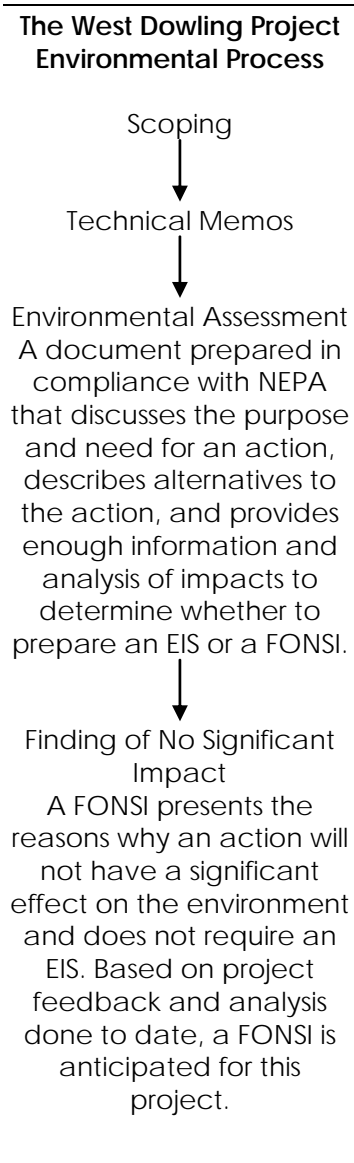 The West Dowling Project
Environmental Process
Scoping
Technical Memos
Environmental Assessment
A document prepared in
compliance with NEPA
that discusses the purpose
and need for an action,
describes alternatives to
the action, and provides
enough information and
analysis of impacts to
determine whether to
prepare an EIS or a FONSI.
Finding of No Significant
Impact
A FONSI presents the
reasons why an action will
not have a significant
effect on the environment
and does not require an
EIS. Based on project
feedback and analysis
done to date, a FONSI is
anticipated for this
project.